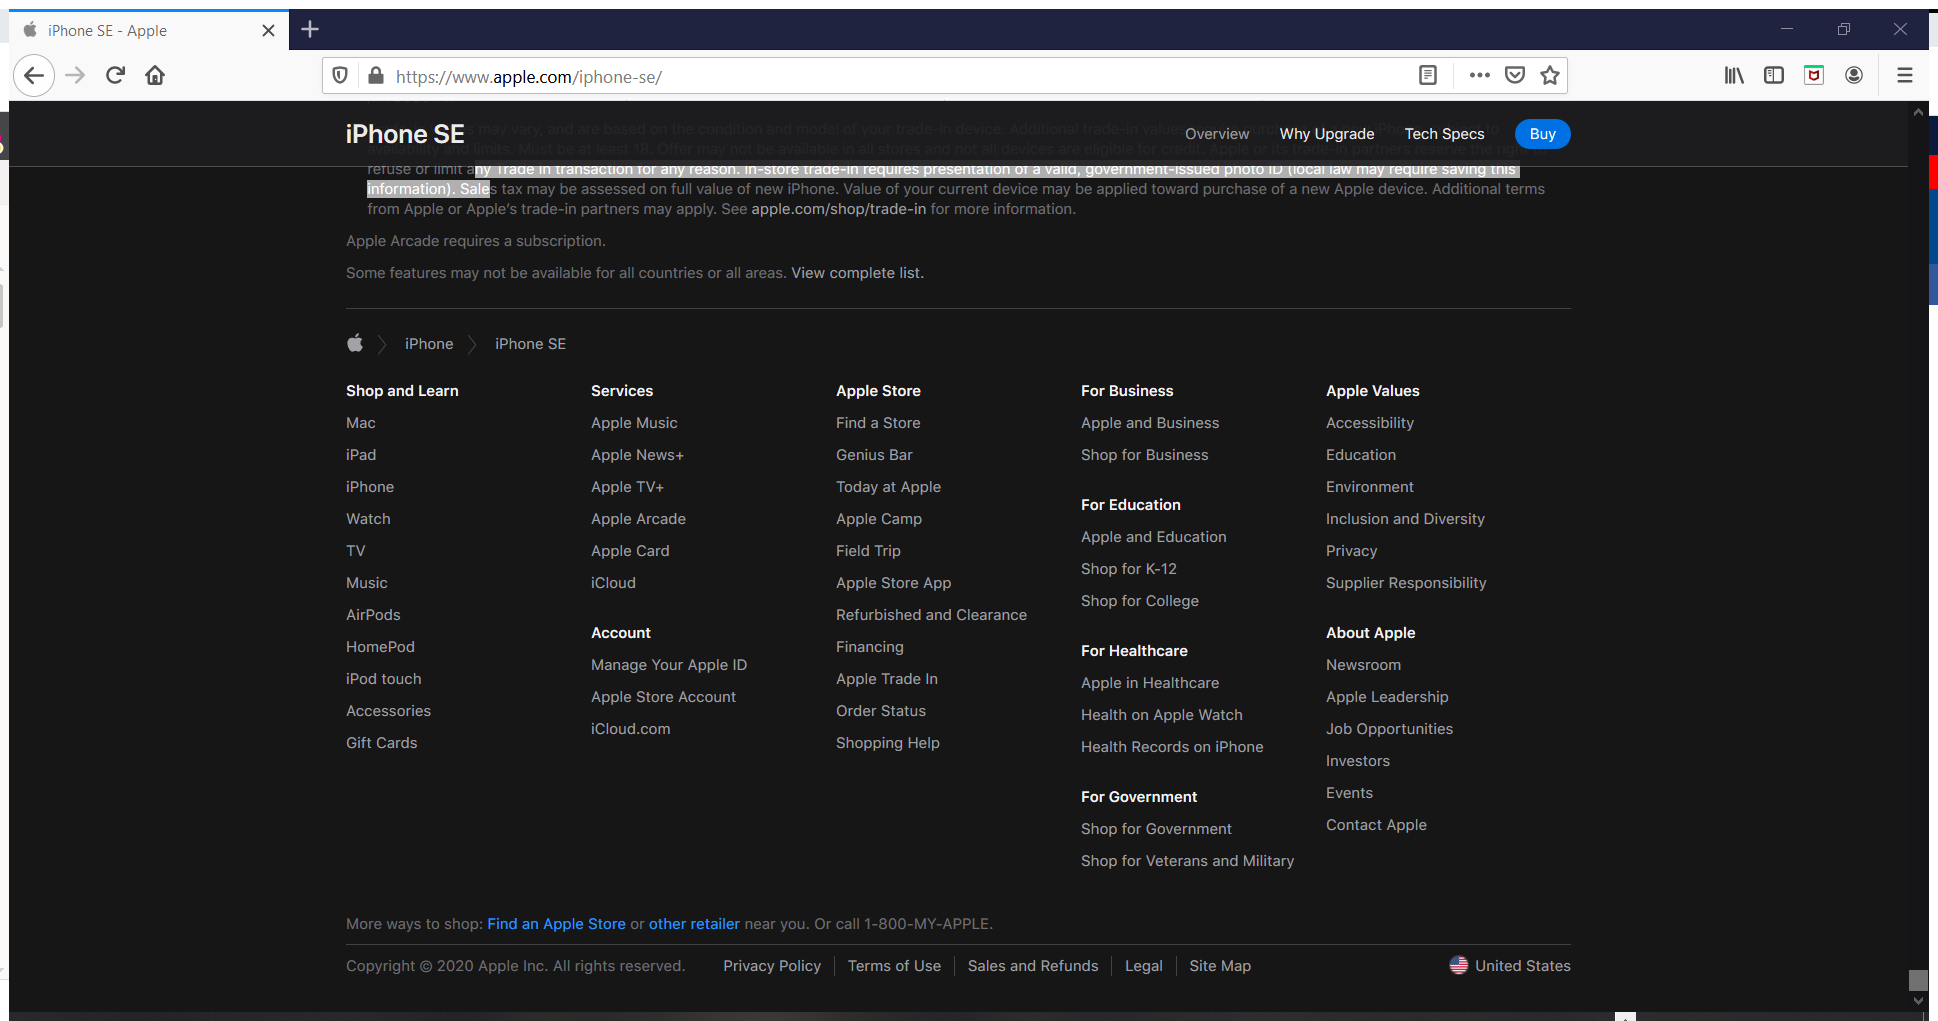 iPhone SE - Apple
https://www.apple.com/iphone-se/
iPhone SE
Overview
Why Upgrade
Tech Specs
Buy
may vary, and are based on the condition and model of your trade-in device. Additional trade-in values
availability and limits. Must be at least 18. Offer may not be available in all stores and not all devices are eligible for credit. Apple or its trade-in partners reserve the right to
refuse or limit any Trade In transaction for any reason. In-store trade-in requires presentation of a valid, government-issued photo ID (local law may require saving this
information). Sales tax may be assessed on full value of new iPhone. Value of your current device may be applied toward purchase of a new Apple device. Additional terms
from Apple or Apple's trade-in partners may apply. See apple.com/shop/trade-in for more information.
Apple Arcade requires a subscription.
Some features may not be available for all countries or all areas. View complete list.
iPhone
iPhone SE
Shop and Learn
Mac
iPad
iPhone
Watch
TV
Music
AirPods
HomePod
iPod touch
Accessories
Gift Cards
Services
Apple Music
Apple News+
Apple TV+
Apple Arcade
Apple Card
iCloud
Account
Manage Your Apple ID
Apple Store Account
iCloud.com
Apple Store
Find a Store
Genius Bar
Today at Apple
Apple Camp
Field Trip
Apple Store App
Refurbished and Clearance
Financing
Apple Trade In
Order Status
Shopping Help
For Business
Apple and Business
Shop for Business
For Education
Apple and Education
Shop for K-12
Shop for College
For Healthcare
Apple in Healthcare
Health on Apple Watch
Health Records on iPhone
For Government
Shop for Government
Shop for Veterans and Military
Apple Values
Accessibility
Education
Environment
Inclusion and Diversity
Privacy
Supplier Responsibility
About Apple
Newsroom
Apple Leadership
Job Opportunities
Investors
Events
Contact Apple
More ways to shop: Find an Apple Store or other retailer near you. Or call 1-800-MY-APPLE.
Copyright © 2020 Apple Inc. All rights reserved.
Privacy Policy
Terms of Use
Sales and Refunds
Legal
Site Map
United States